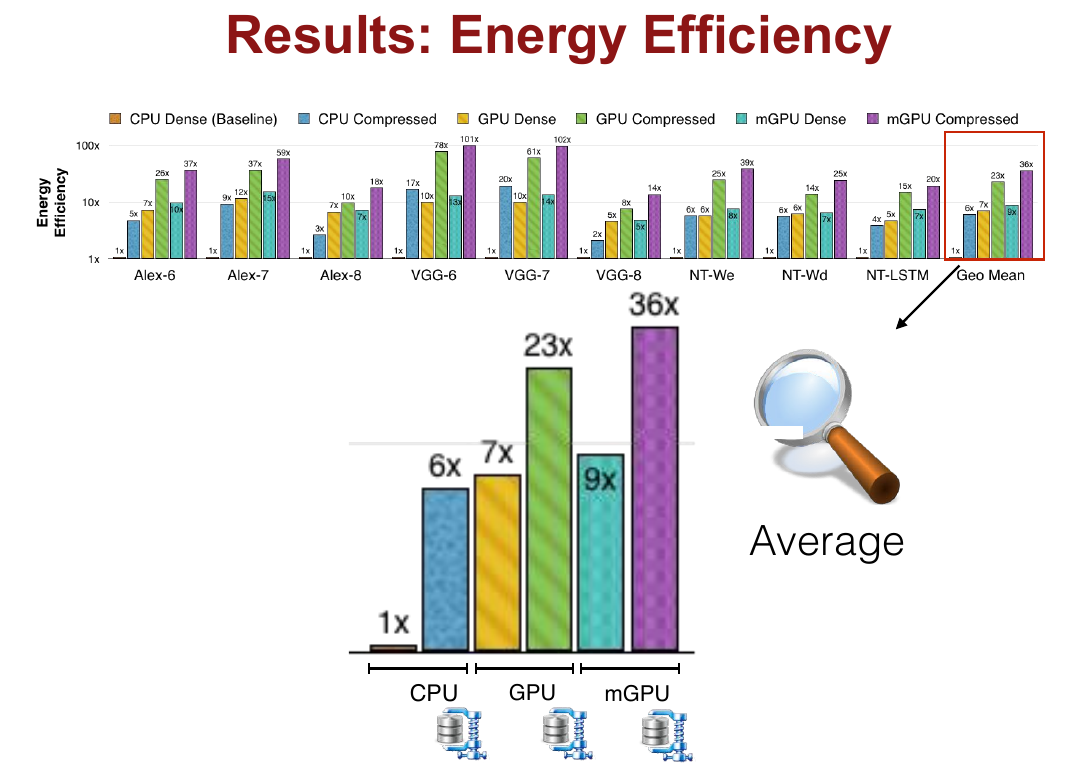 Results: Energy Efficiency
CPU Dense (Baseline) CPU Compressed GPU Dense GPU Compressed mGPU Dense mGPU Compressed
Energy
Efficiency
100x
10x
1x
1x 5x 7x 26x 10x 37x
1x 9x 12x 37x 15x 59x
1x 3x 7x 10x 7x 18x
1x 17x 10x 78x 13x 101x
1x 20x 10x 61x 14x 102x
1x 2x 5x 8x 5x 14x
1x 6x 6x 25x 8x 39x
1x 6x 6x 14x 7x 25x
1x 4x 5x 15x 7x 20x
1x 6x 7x 23x 9x 36x
Alex-6 Alex-7 Alex-8 VGG-6 VGG-7 VGG-8 NT-We NT-Wd NT-LSTM Geo Mean
1x 6x 7x 23x 9x 36x
CPU GPU mGPU
Average